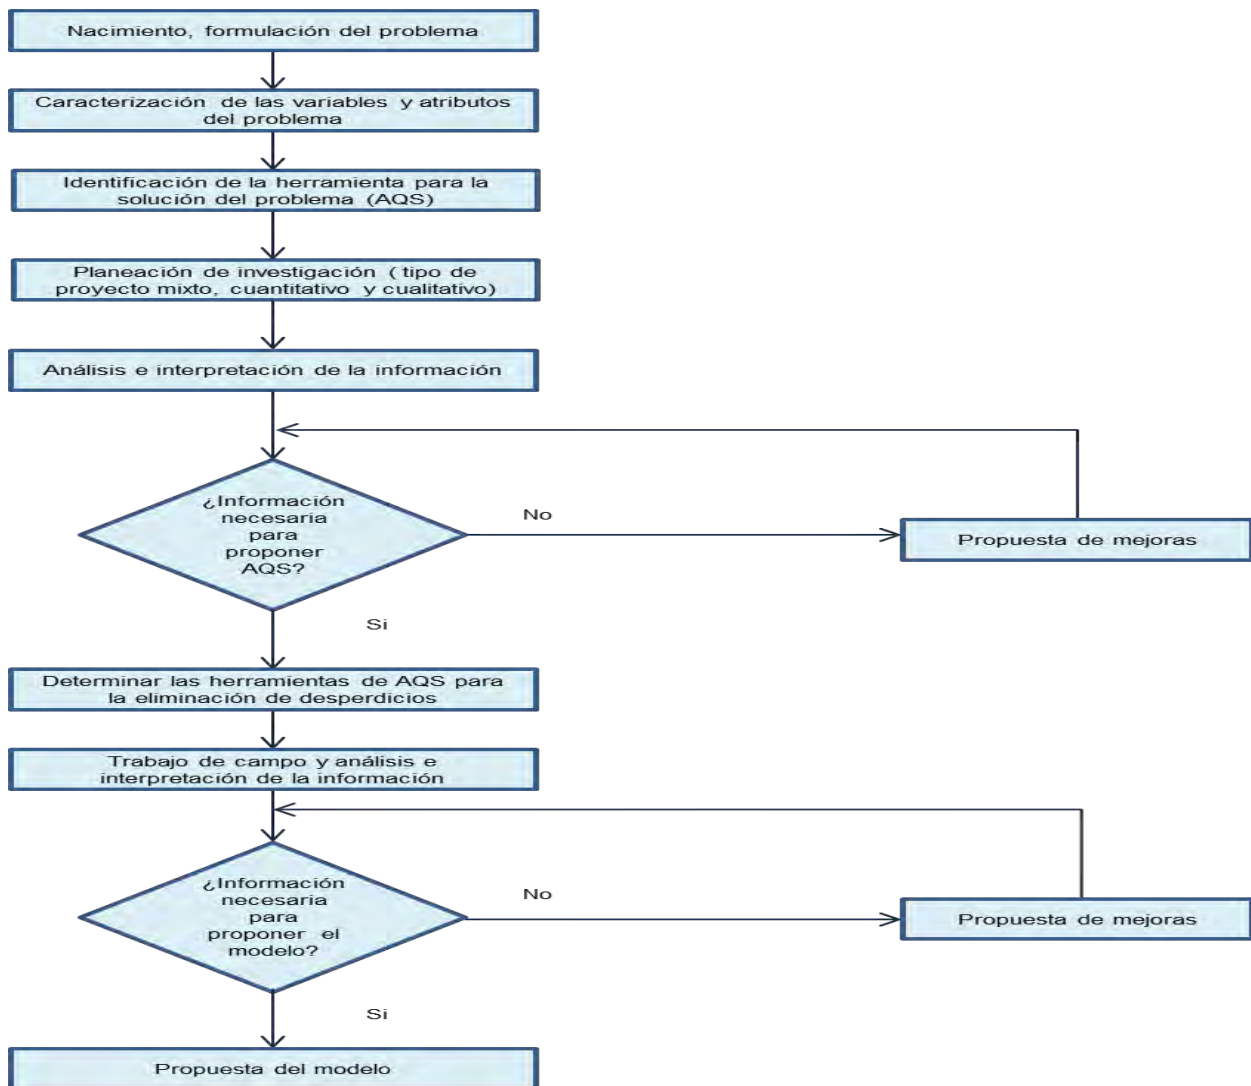 Nacimiento, formulación del problema
Caracterización de las variables y atributos
del problema
Identificación de la herramienta para la
solución del problema (AQS)
Planeación de investigación ( tipo de
proyecto mixto, cuantitativo y cualitativo)
Análisis e interpretación de la información
¿Información
necesaria
para
proponer
AQS?
No
Propuesta de mejoras
Si
Determinar las herramientas de AQS para
la eliminación de desperdicios
Trabajo de campo y análisis e
interpretación de la información
¿Información
necesaria
para
proponer el
modelo?
No
Propuesta de mejoras
Si
Propuesta del modelo